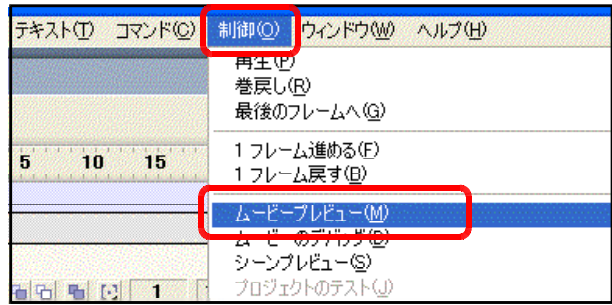 テキスト(T) コマンド(C) 制御(O) ウィンドウ(W) ヘルプ(H)
再生(P)
巻戻し(R)
最後のフレームへ(G)
1 フレーム進める(F)
1 フレーム戻す(B)
5 10 15
ムービープレビュー(M)
ムービーのデバッグ(D)
シーンプレビュー(S)
プロジェクトのテスト(J)
1